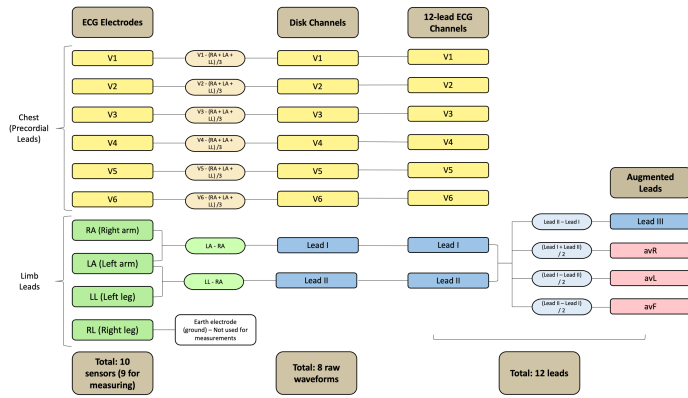 ECG Electrodes
Disk Channels
12-lead ECG
Channels
V1
V1 - (RA + LA +
LL) /3
V1
V1
V2
V2 - (RA + LA +
LL) /3
V2
V2
V3
V3 - (RA + LA +
LL) /3
V3
V3
Chest
(Precordial
Leads)
V4
V4 - (RA + LA +
LL) /3
V4
V4
V5
V5 - (RA + LA +
LL) /3
V5
V5
V6
V6 - (RA + LA +
LL) /3
V6
V6
Augmented
Leads
Limb
Leads
RA (Right arm)
LA (Left arm)
LL (Left leg)
RL (Right leg)
LA - RA
LL - RA
Lead I
Lead II
Lead I
Lead II
Lead II – Lead I
Lead III
(Lead I + Lead II)
/ 2
avR
(Lead I – Lead II)
/ 2
avL
(Lead II – Lead I)
/ 2
avF
Earth electrode
(ground) – Not used for
measurements
Total: 10
sensors (9 for
measuring)
Total: 8 raw
waveforms
Total: 12 leads